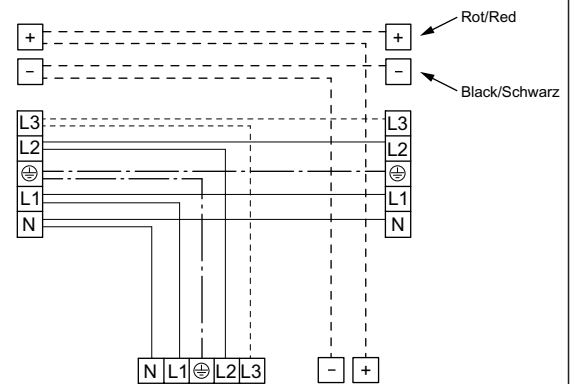 Rot/Red
+ +
- -
Black/Schwarz
L3 L3
L2 L2
L1 L1
N N
N L1 L2 L3 - +